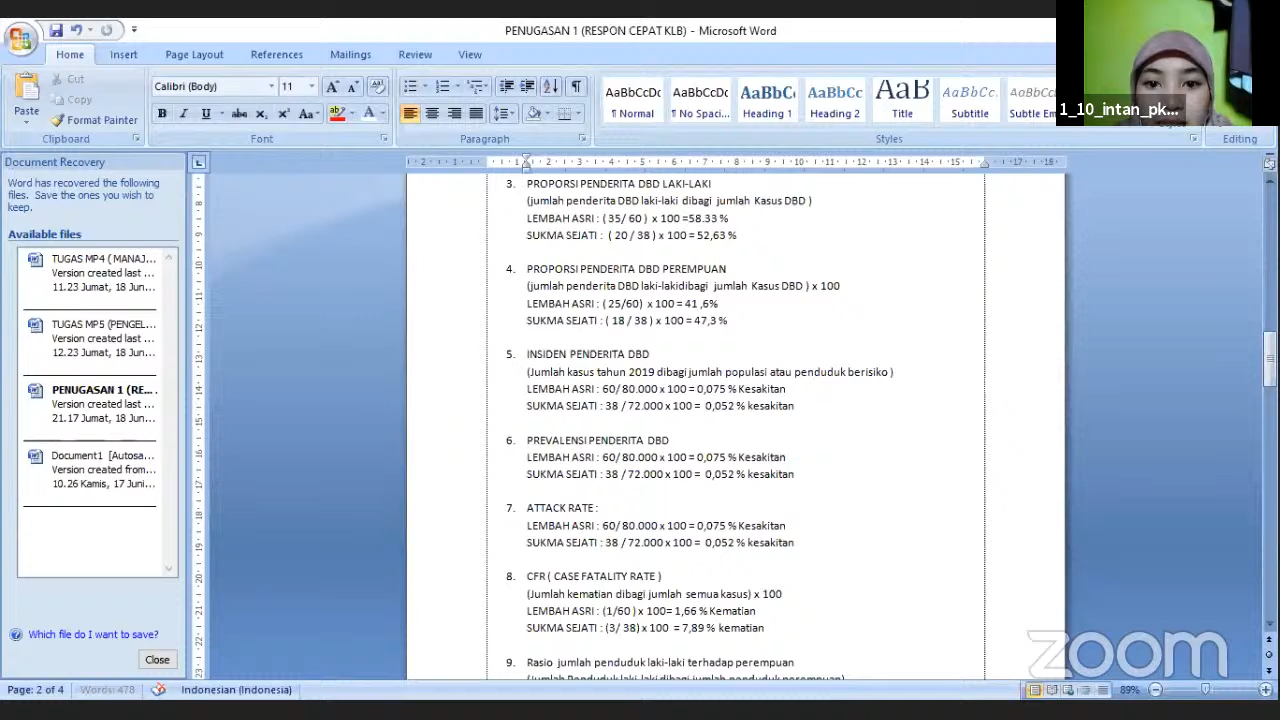 PENUGASAN 1 (RESPON CEPAT KLB) - Microsoft Word
Home Insert Page Layout References Mailings Review View
Cut
Copy
Format Painter
Paste
Calibri (Body) 11
AaBbCcDc AaBbCcDc AaBbC AaBbCc AaB AaBbCc. AaBbCc.
¶ Normal ¶ No Spaci... Heading 1 Heading 2 Title Subtitle Subtle Em
Clipboard Font Paragraph Styles Editing
1_10_intan_pk...
Document Recovery
Word has recovered the following
files. Save the ones you wish to
keep.
Available files
TUGAS MP4 ( MANAJ...
Version created last ...
11.23 Jumat, 18 Jun...
TUGAS MP5 (PENGEL...
Version created last ...
12.23 Jumat, 18 Jun...
PENUGASAN 1 (RE...
Version created last ...
21.17 Jumat, 18 Jun...
Document1 [Autosa...
Version created from...
10.26 Kamis, 17 Juni...
Which file do I want to save?
Close
3. PROPORSI PENDERITA DBD LAKI-LAKI
(jumlah penderita DBD laki-laki dibagi jumlah Kasus DBD )
LEMBAH ASRI : ( 35/ 60 ) x 100 =58.33 %
SUKMA SEJATI : ( 20 / 38 ) x 100 = 52,63 %
4. PROPORSI PENDERITA DBD PEREMPUAN
(jumlah penderita DBD laki-lakidibagi jumlah Kasus DBD ) x 100
LEMBAH ASRI : ( 25/60) x 100 = 41 ,6%
SUKMA SEJATI : ( 18 / 38 ) x 100 = 47,3 %
5. INSIDEN PENDERITA DBD
(Jumlah kasus tahun 2019 dibagi jumlah populasi atau penduduk berisiko )
LEMBAH ASRI : 60/ 80.000 x 100 = 0,075 % Kesakitan
SUKMA SEJATI : 38 / 72.000 x 100 = 0,052 % kesakitan
6. PREVALENSI PENDERITA DBD
LEMBAH ASRI : 60/ 80.000 x 100 = 0,075 % Kesakitan
SUKMA SEJATI : 38 / 72.000 x 100 = 0,052 % kesakitan
7. ATTACK RATE :
LEMBAH ASRI : 60/ 80.000 x 100 = 0,075 % Kesakitan
SUKMA SEJATI : 38 / 72.000 x 100 = 0,052 % kesakitan
8. CFR ( CASE FATALITY RATE )
(Jumlah kematian dibagi jumlah semua kasus) x 100
LEMBAH ASRI : (1/60 ) x 100= 1,66 % Kematian
SUKMA SEJATI : (3/ 38) x 100 = 7,89 % kematian
9. Rasio jumlah penduduk laki-laki terhadap perempuan
(Jumlah Penduduk laki-laki dibagi jumlah penduduk perempuan)
zoom
Page: 2 of 4 Words: 478 Indonesian (Indonesia) 89%